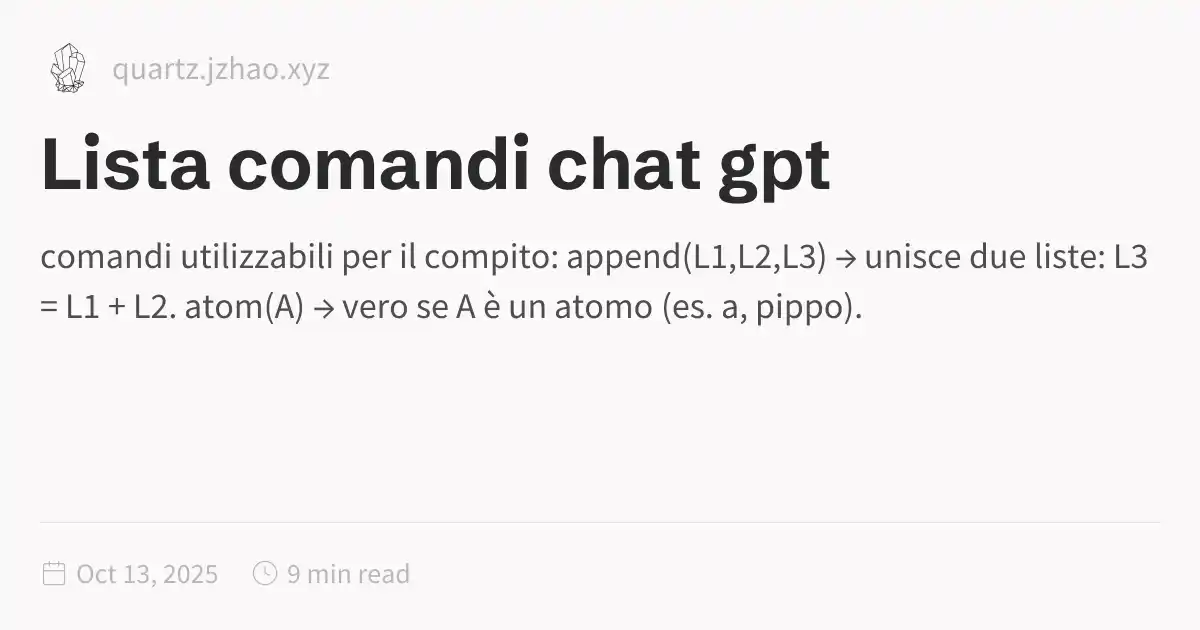 quartz.jzhao.xyz
Lista comandi chat gpt
comandi utilizzabili per il compito: append(L1,L2,L3) → unisce due liste: L3
= L1 + L2. atom(A) → vero se A è un atomo (es. a, pippo).
Oct 13, 2025 9 min read